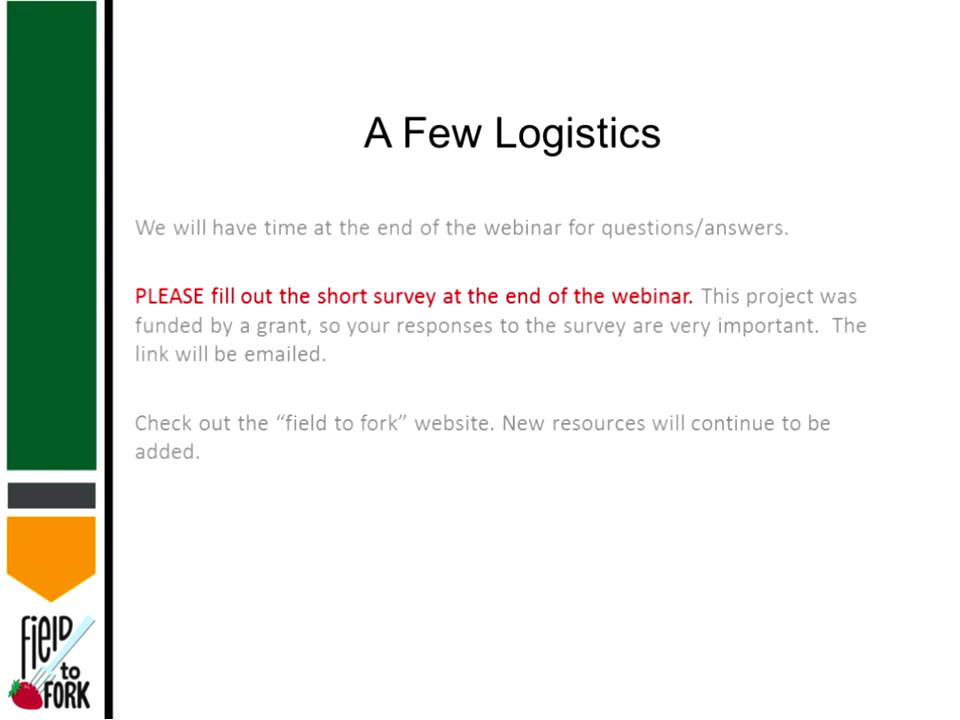 A Few Logistics
We will have time at the end of the webinar for questions/answers.
PLEASE fill out the short survey at the end of the webinar. This project was
funded by a grant, so your responses to the survey are very important.  The
link will be emailed.
Check out the “field to fork” website. New resources will continue to be
added.
FiElD
to
FORK